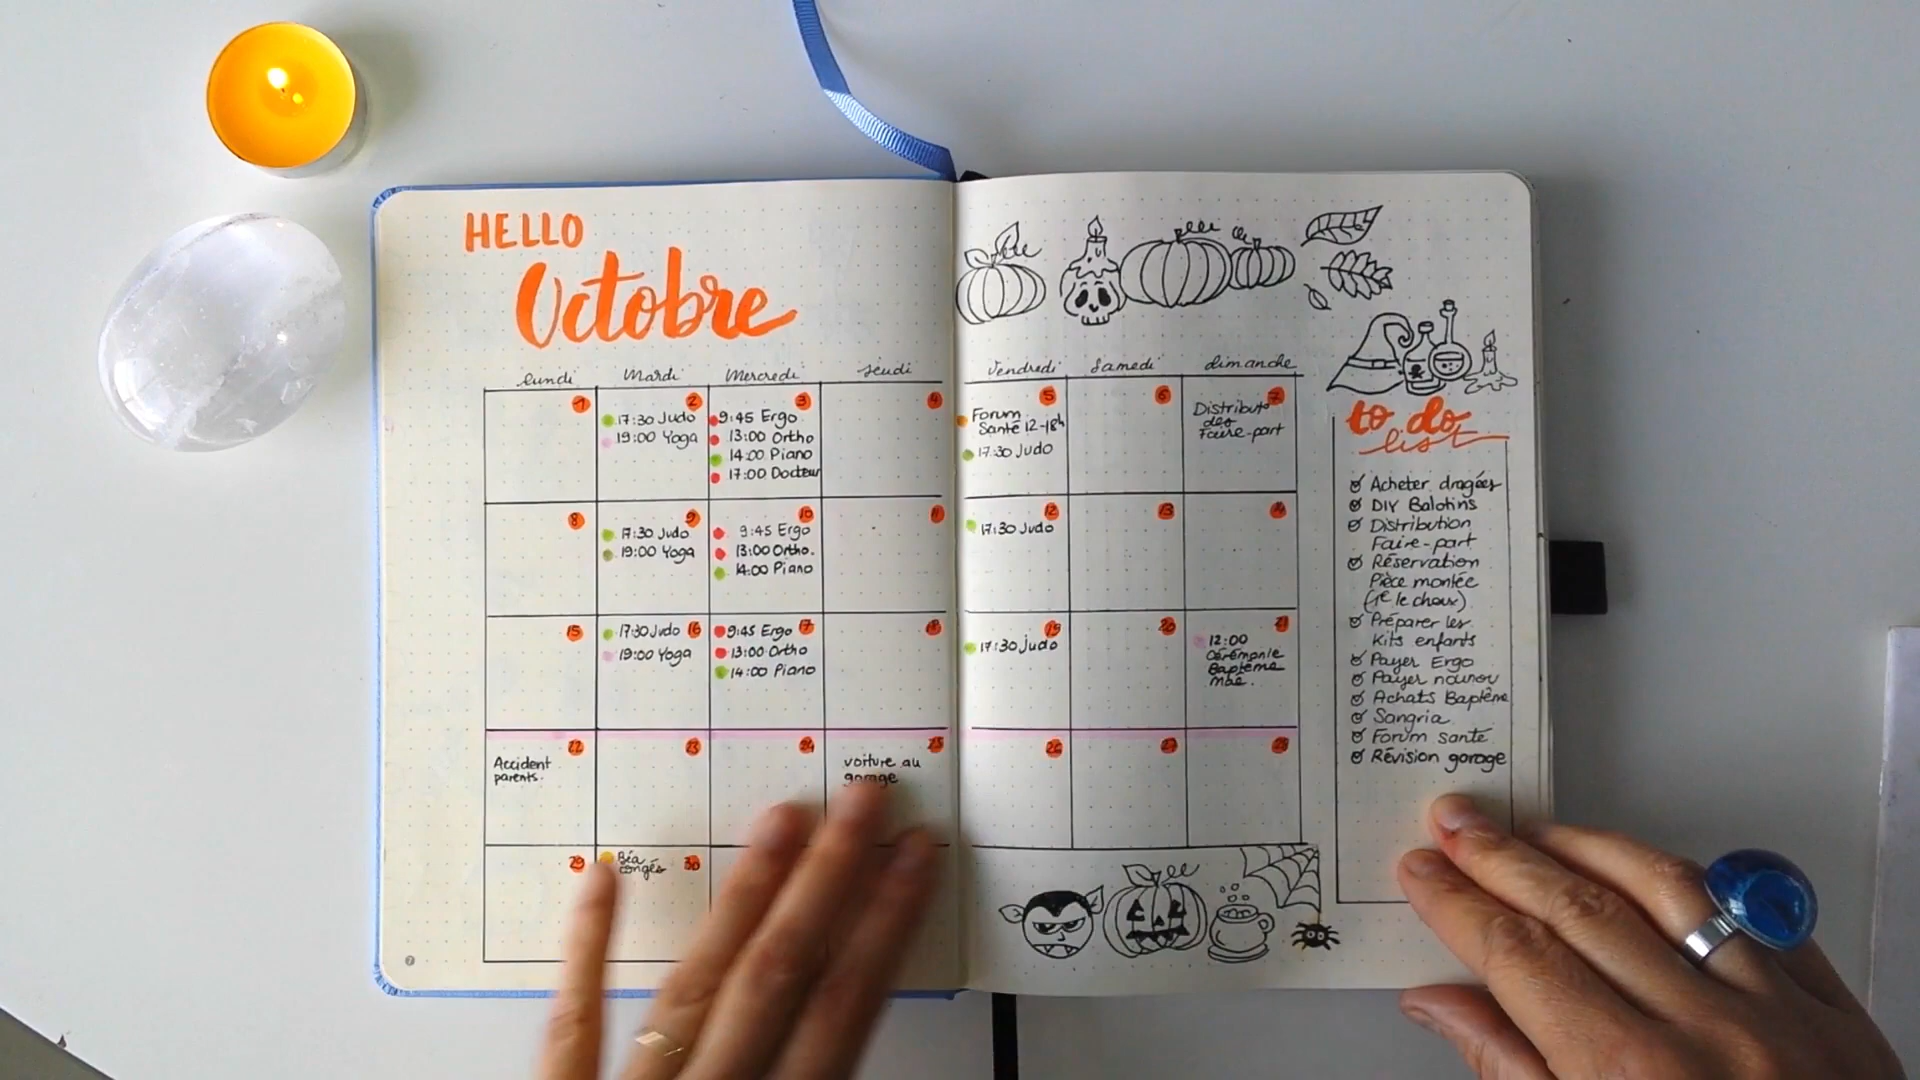 HELLO
Octobre
lundi Mardi Mercredi Jeudi Vendredi Samedi dimanche
1
2
17:30 Judo
19:00 Yoga
3
9:45 Ergo
13:00 Ortho
14:00 Piano
17:00 Docteur
4
5
Forum
Santé 12-18h
17:30 Judo
6
7
des
Faire-part
8
9
17:30 Judo
19:00 Yoga
10
9:45 Ergo
13:00 Ortho.
14:00 Piano
11
12
17:30 Judo
13
14
15
16
17:30 Judo
19:00 Yoga
17
9:45 Ergo
13:00 Ortho
14:00 Piano
18
19
17:30 Judo
20
21
12:00
Cérémonie
Baptême
22
Accident
parents.
23
24
25
voiture au
garage
26
27
28
29
30
Béa
congés
to do
list
Acheter dragées
DIY Balotins
Distribution
Faire-part
Réservation
Pièce montée
Préparer les
Kits enfants
Payer Ergo
Payer nounou
Achats Baptême
Sangria
Forum santé
Révision garage